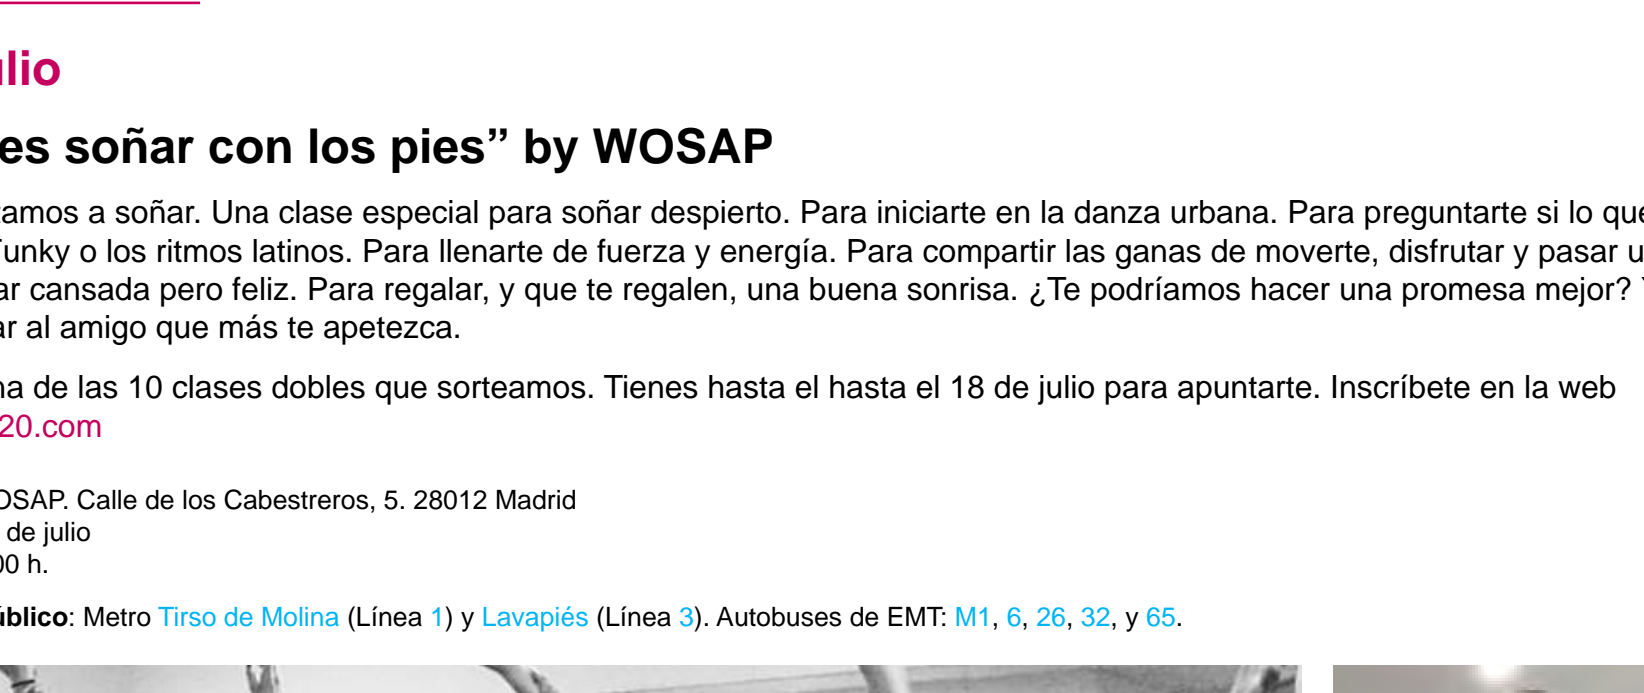 lio
es soñar con los pies” by WOSAP
tamos a soñar. Una clase especial para soñar despierto. Para iniciarte en la danza urbana. Para preguntarte si lo que
unky o los ritmos latinos. Para llenarte de fuerza y energía. Para compartir las ganas de moverte, disfrutar y pasar u
ar cansada pero feliz. Para regalar, y que te regalen, una buena sonrisa. ¿Te podríamos hacer una promesa mejor? Y
ar al amigo que más te apetezca.
na de las 10 clases dobles que sorteamos. Tienes hasta el hasta el 18 de julio para apuntarte. Inscríbete en la web
20.com
OSAP. Calle de los Cabestreros, 5. 28012 Madrid
de julio
00 h.
úblico: Metro Tirso de Molina (Línea 1) y Lavapiés (Línea 3). Autobuses de EMT: M1, 6, 26, 32, y 65.